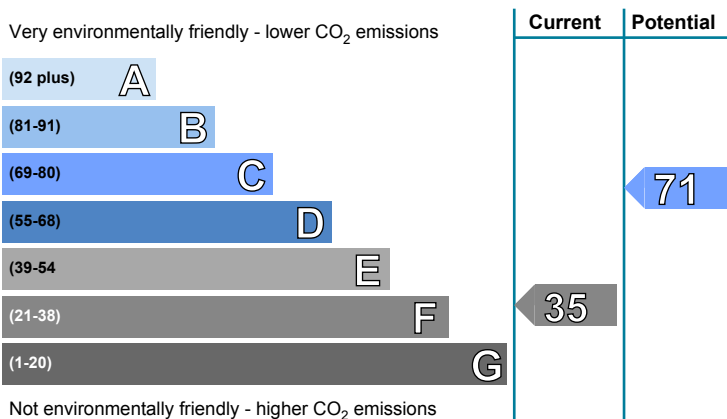 Very environmentally friendly - lower CO2 emissions
Current
Potential
(92 plus) A
(81-91) B
(69-80) C
71
(55-68) D
(39-54 E
(21-38) F
35
(1-20) G
Not environmentally friendly - higher CO2 emissions